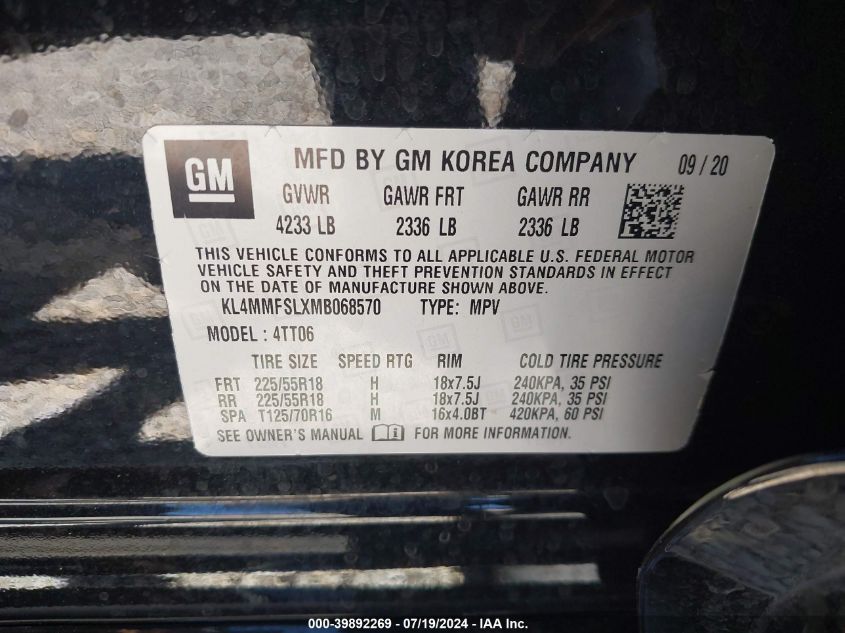 GM MFD BY GM KOREA COMPANY 09/20
GVWR GAWR FRT GAWR RR
4233 LB 2336 LB 2336 LB
THIS VEHICLE CONFORMS TO ALL APPLICABLE U.S. FEDERAL MOTOR
VEHICLE SAFETY AND THEFT PREVENTION STANDARDS IN EFFECT
ON THE DATE OF MANUFACTURE SHOWN ABOVE.
KL4MMFSLXMB068570 TYPE: MPV
MODEL : 4TT06
TIRE SIZE SPEED RTG RIM COLD TIRE PRESSURE
FRT 225/55R18 H 18x7.5J 240KPA, 35 PSI
RR 225/55R18 H 18x7.5J 240KPA, 35 PSI
SPA T125/70R16 M 16x4.0BT 420KPA, 60 PSI
SEE OWNER'S MANUAL i FOR MORE INFORMATION.
000-39892269 - 07/19/2024 - IAA Inc.